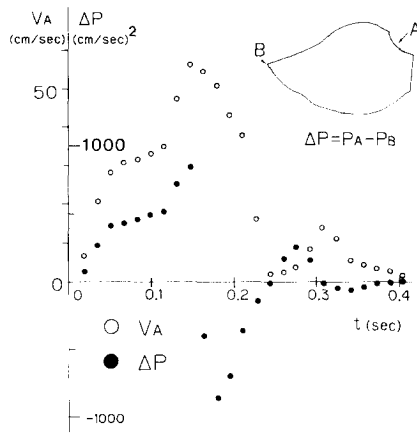 VA ΔP
(cm/sec) (cm/sec)²
50
1000
0
-1000
0.1 0.2 0.3 0.4
t (sec)
○ VA
● ΔP
A
B
ΔP=PA-PB